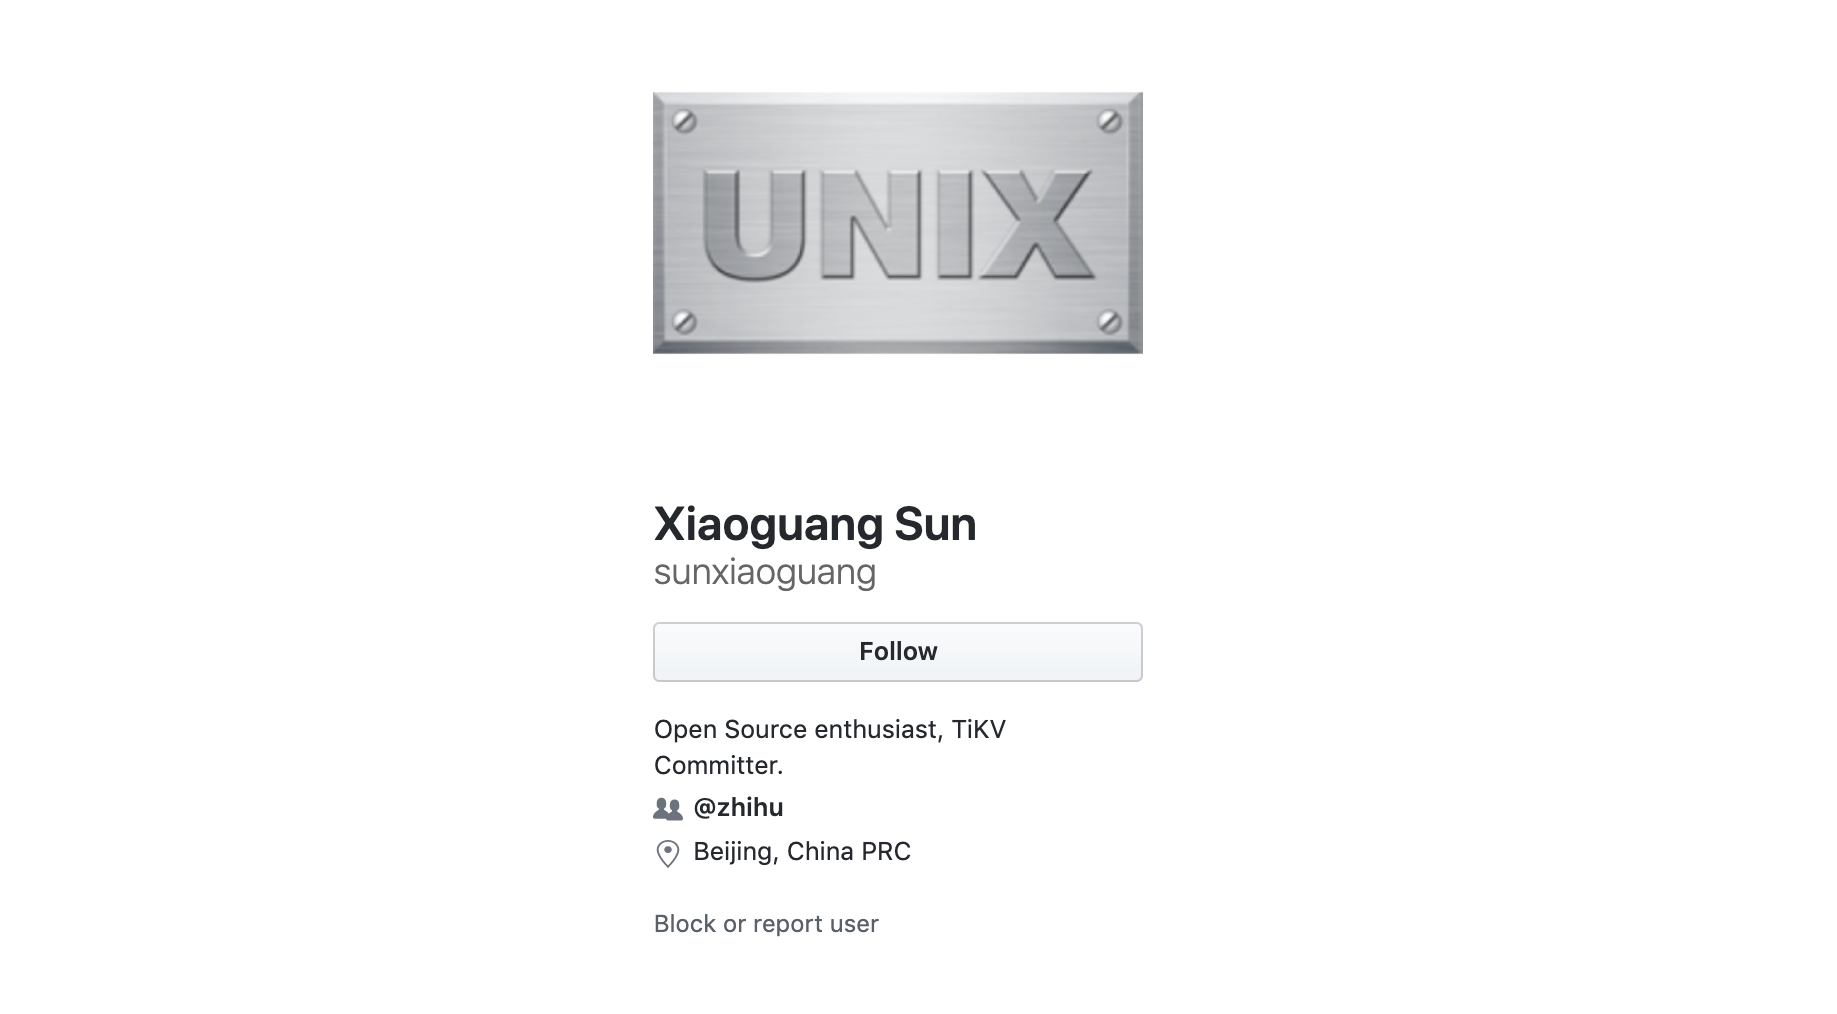 UNIX
Xiaoguang Sun
sunxiaoguang
Follow
Open Source enthusiast, TiKV
Committer.
@zhihu
Beijing, China PRC
Block or report user